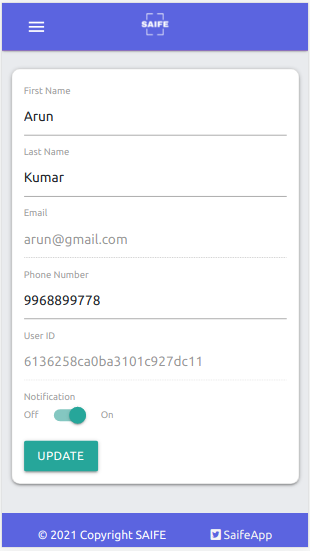 SAIFE
First Name
Arun
Last Name
Kumar
Email
arun@gmail.com
Phone Number
9968899778
User ID
6136258ca0ba3101c927dc11
Notification
Off On
UPDATE
© 2021 Copyright SAIFE SaifeApp